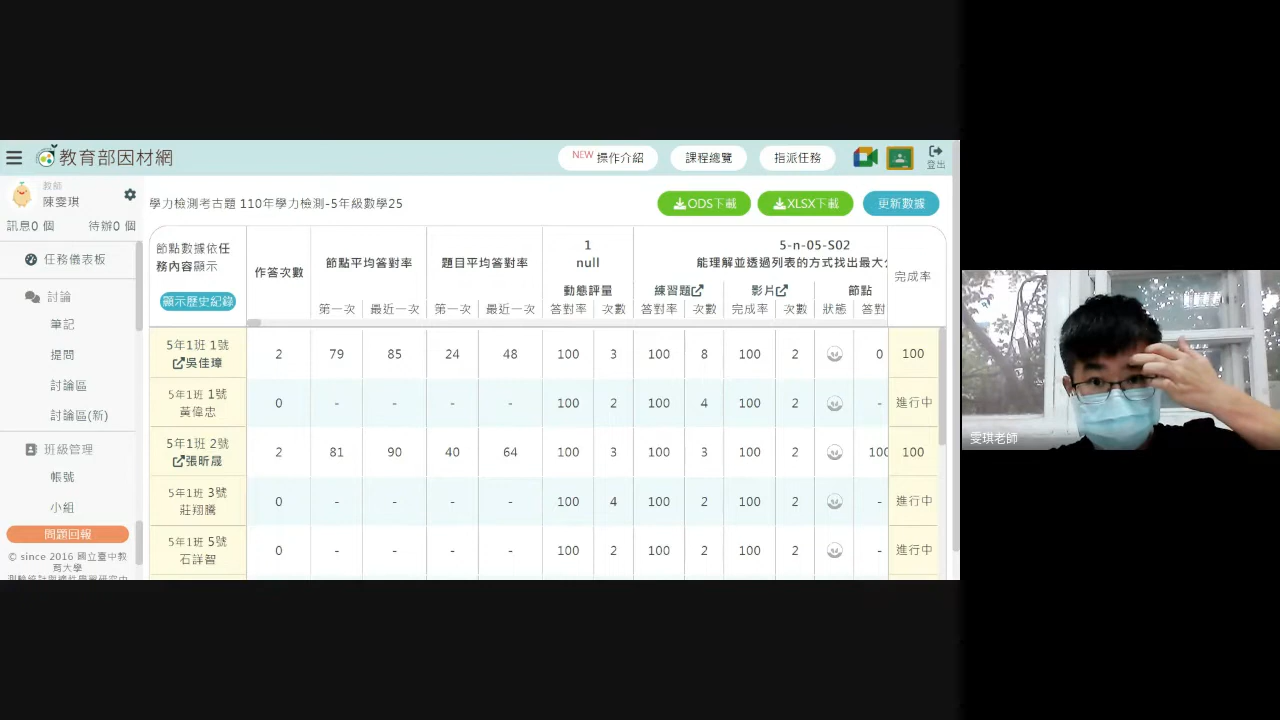 教育部因材網
NEW 操作介紹
課程總覽
指派任務
登出
教師
陳雯琪
訊息0 個
待辦0 個
任務儀表板
討論
筆記
提問
討論區
討論區(新)
班級管理
帳號
小組
問題回報
© since 2016 國立臺中教
育大學
學力檢測考古題 110年學力檢測-5年級數學25
ODS下載
XLSX下載
更新數據
節點數據依任
務內容顯示
顯示歷史紀錄
作答次數
節點平均答對率
題目平均答對率
第一次 最近一次 第一次 最近一次
1
null
動態評量
答對率 次數
5-n-05-S02
能理解並透過列表的方式找出最大
練習題 影片 節點
答對率 次數 完成率 次數 狀態 答對
完成率
5年1班 1號
吳佳瑋
2 79 85 24 48 100 3 100 8 100 2 0 100
5年1班 1號
黃偉忠
0 - - - - 100 2 100 4 100 2 - 進行中
5年1班 2號
張昕晟
2 81 90 40 64 100 3 100 3 100 2 100 100
5年1班 3號
莊翔騰
0 - - - - 100 4 100 2 100 2 - 進行中
5年1班 5號
石詳智
0 - - - - 100 2 100 2 100 2 - 進行中
雯琪老師